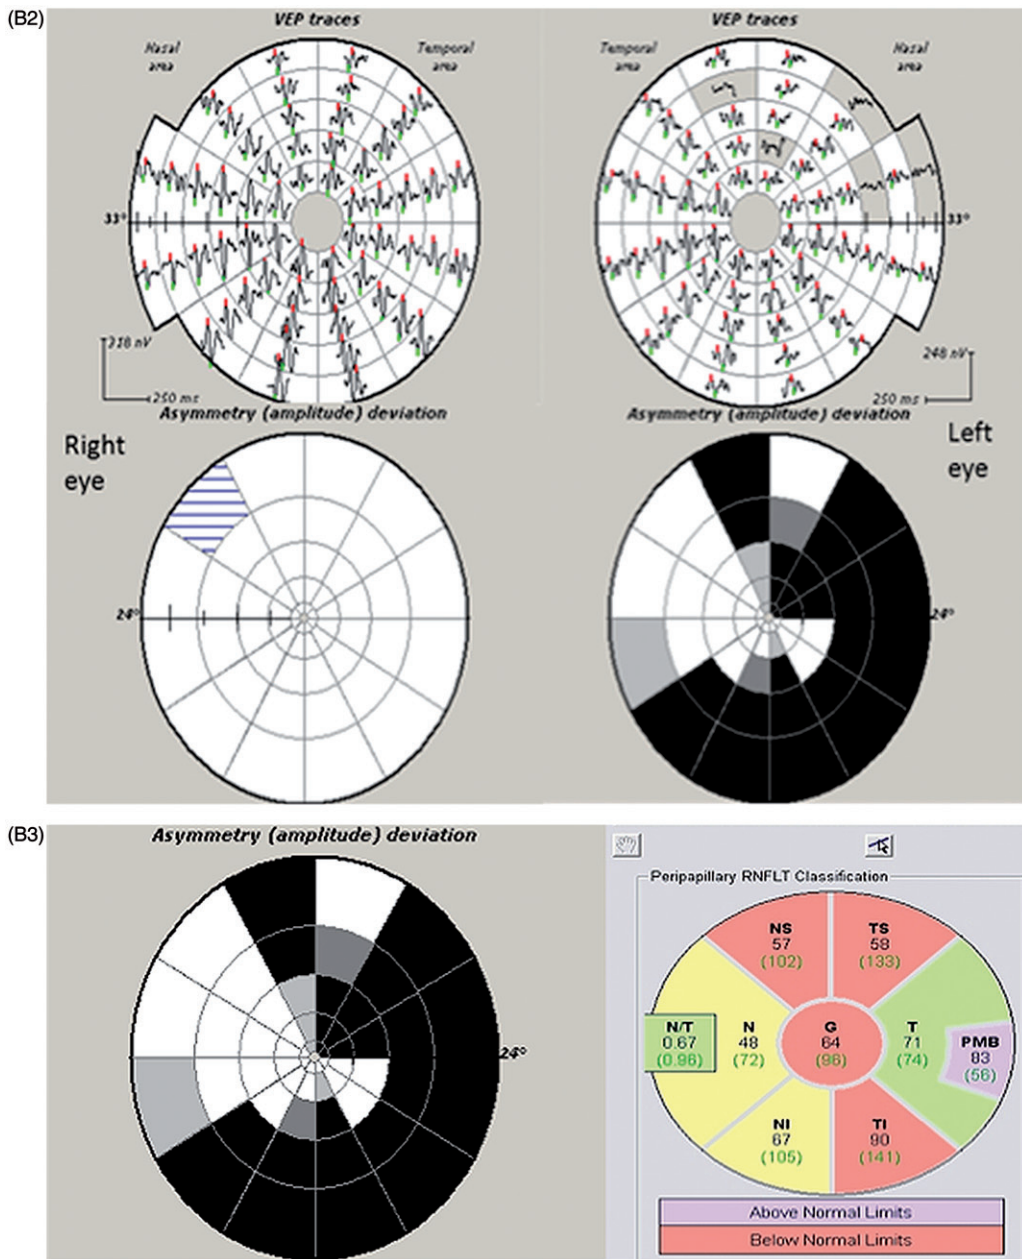 (B2)
VEP traces
VEP traces
Nasal
area
Temporal
area
Temporal
area
Nasal
area
33°
33°
318 nV
250 ms
248 nV
250 ms
Asymmetry (amplitude) deviation
Asymmetry (amplitude) deviation
Right
eye
Left
eye
24°
24°
(B3)
Asymmetry (amplitude) deviation
24°
Peripapillary RNFLT Classification
NS
57
(102)
TS
58
(133)
N/T
0.67
(0.96)
N
48
(72)
G
64
(96)
T
71
(74)
PMB
83
(56)
NI
67
(105)
TI
90
(141)
Above Normal Limits
Below Normal Limits